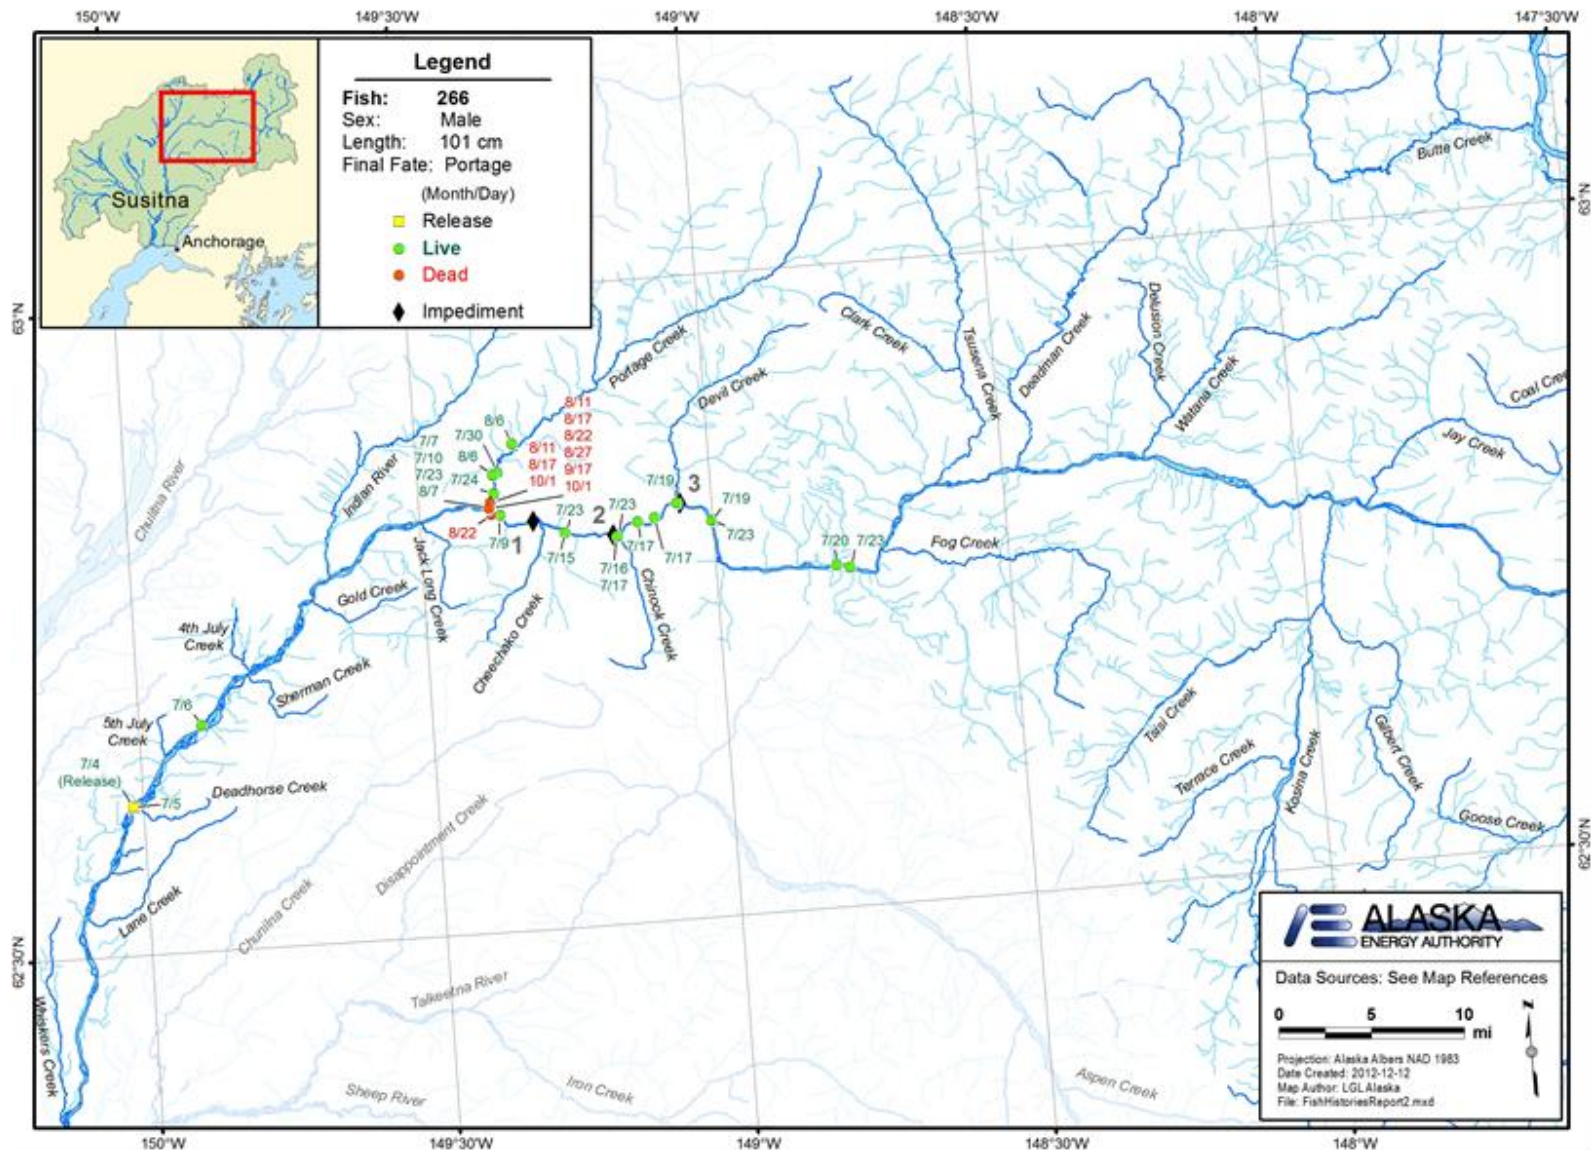 150°W
149°30'W
149°W
148°30'W
148°W
147°30'W
Legend
Fish: 266
Sex: Male
Length: 101 cm
Final Fate: Portage
(Month/Day)
Release
Live
Dead
Impediment
Susitna
Anchorage
63°N
63°N
Butte Creek
Portage Creek
Devil Creek
Clark Creek
Tsusena Creek
Deadman Creek
Delusion Creek
Watana Creek
Coal Cree
Jay Creek
Chulitna River
Indian River
7/7
7/10
7/23
8/7
7/30
8/6
7/24
8/6
8/11
8/17
10/1
8/11
8/17
8/22
8/27
9/17
10/1
8/22
7/9
1
7/23
7/15
2
7/23
7/16
7/17
7/17
7/17
7/19
3
7/19
7/23
7/20
7/23
Fog Creek
Jack Long Creek
Gold Creek
Cheechako Creek
Chinook Creek
4th July
Creek
Sherman Creek
7/6
5th July
Creek
7/4
(Release)
7/5
Deadhorse Creek
Tsisi Creek
Terrace Creek
Kosina Creek
Gilbert Creek
Goose Creek
Disappointment Creek
Chunilna Creek
Lane Creek
Talkeetna River
Whiskers Creek
Sheep River
Iron Creek
Aspen Creek
62°30'N
62°30'N
ALASKA
ENERGY AUTHORITY
Data Sources: See Map References
0 5 10
mi
N
Projection: Alaska Albers NAD 1983
Date Created: 2012-12-12
Map Author: LGL Alaska
File: FishHistoriesReport2.mxd
150°W
149°30'W
149°W
148°30'W
148°W